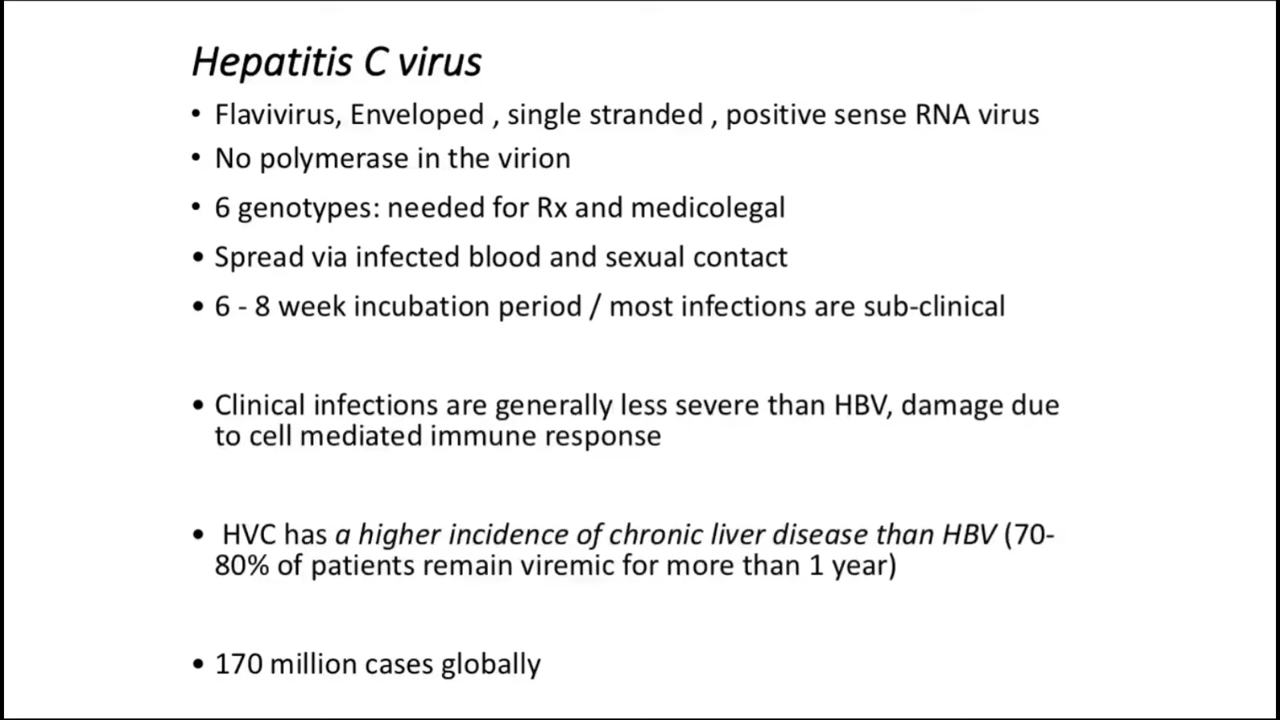 Hepatitis C virus
• Flavivirus, Enveloped , single stranded , positive sense RNA virus
• No polymerase in the virion
• 6 genotypes: needed for Rx and medicolegal
• Spread via infected blood and sexual contact
• 6 - 8 week incubation period / most infections are sub-clinical
• Clinical infections are generally less severe than HBV, damage due
to cell mediated immune response
• HVC has a higher incidence of chronic liver disease than HBV (70-
80% of patients remain viremic for more than 1 year)
• 170 million cases globally